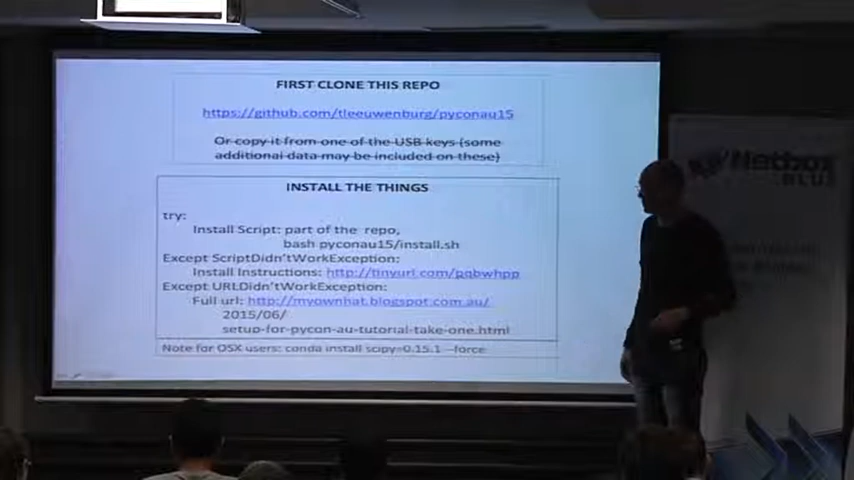 FIRST CLONE THIS REPO
https://github.com/tleeuwenburg/pyconau15
Or copy it from one of the USB keys (some
additional data may be included on these)
INSTALL THE THINGS
try:
Install Script: part of the repo,
bash pyconau15/install.sh
Except ScriptDidn'tWorkException:
Install Instructions: http://tinyurl.com/pqbwhpp
Except URLDidn'tWorkException:
Full url: http://myownhat.blogspot.com.au/
2015/06/
setup-for-pycon-au-tutorial-take-one.html
Note for OSX users: conda install scipy=0.15.1 --force
Netbox
BLUE